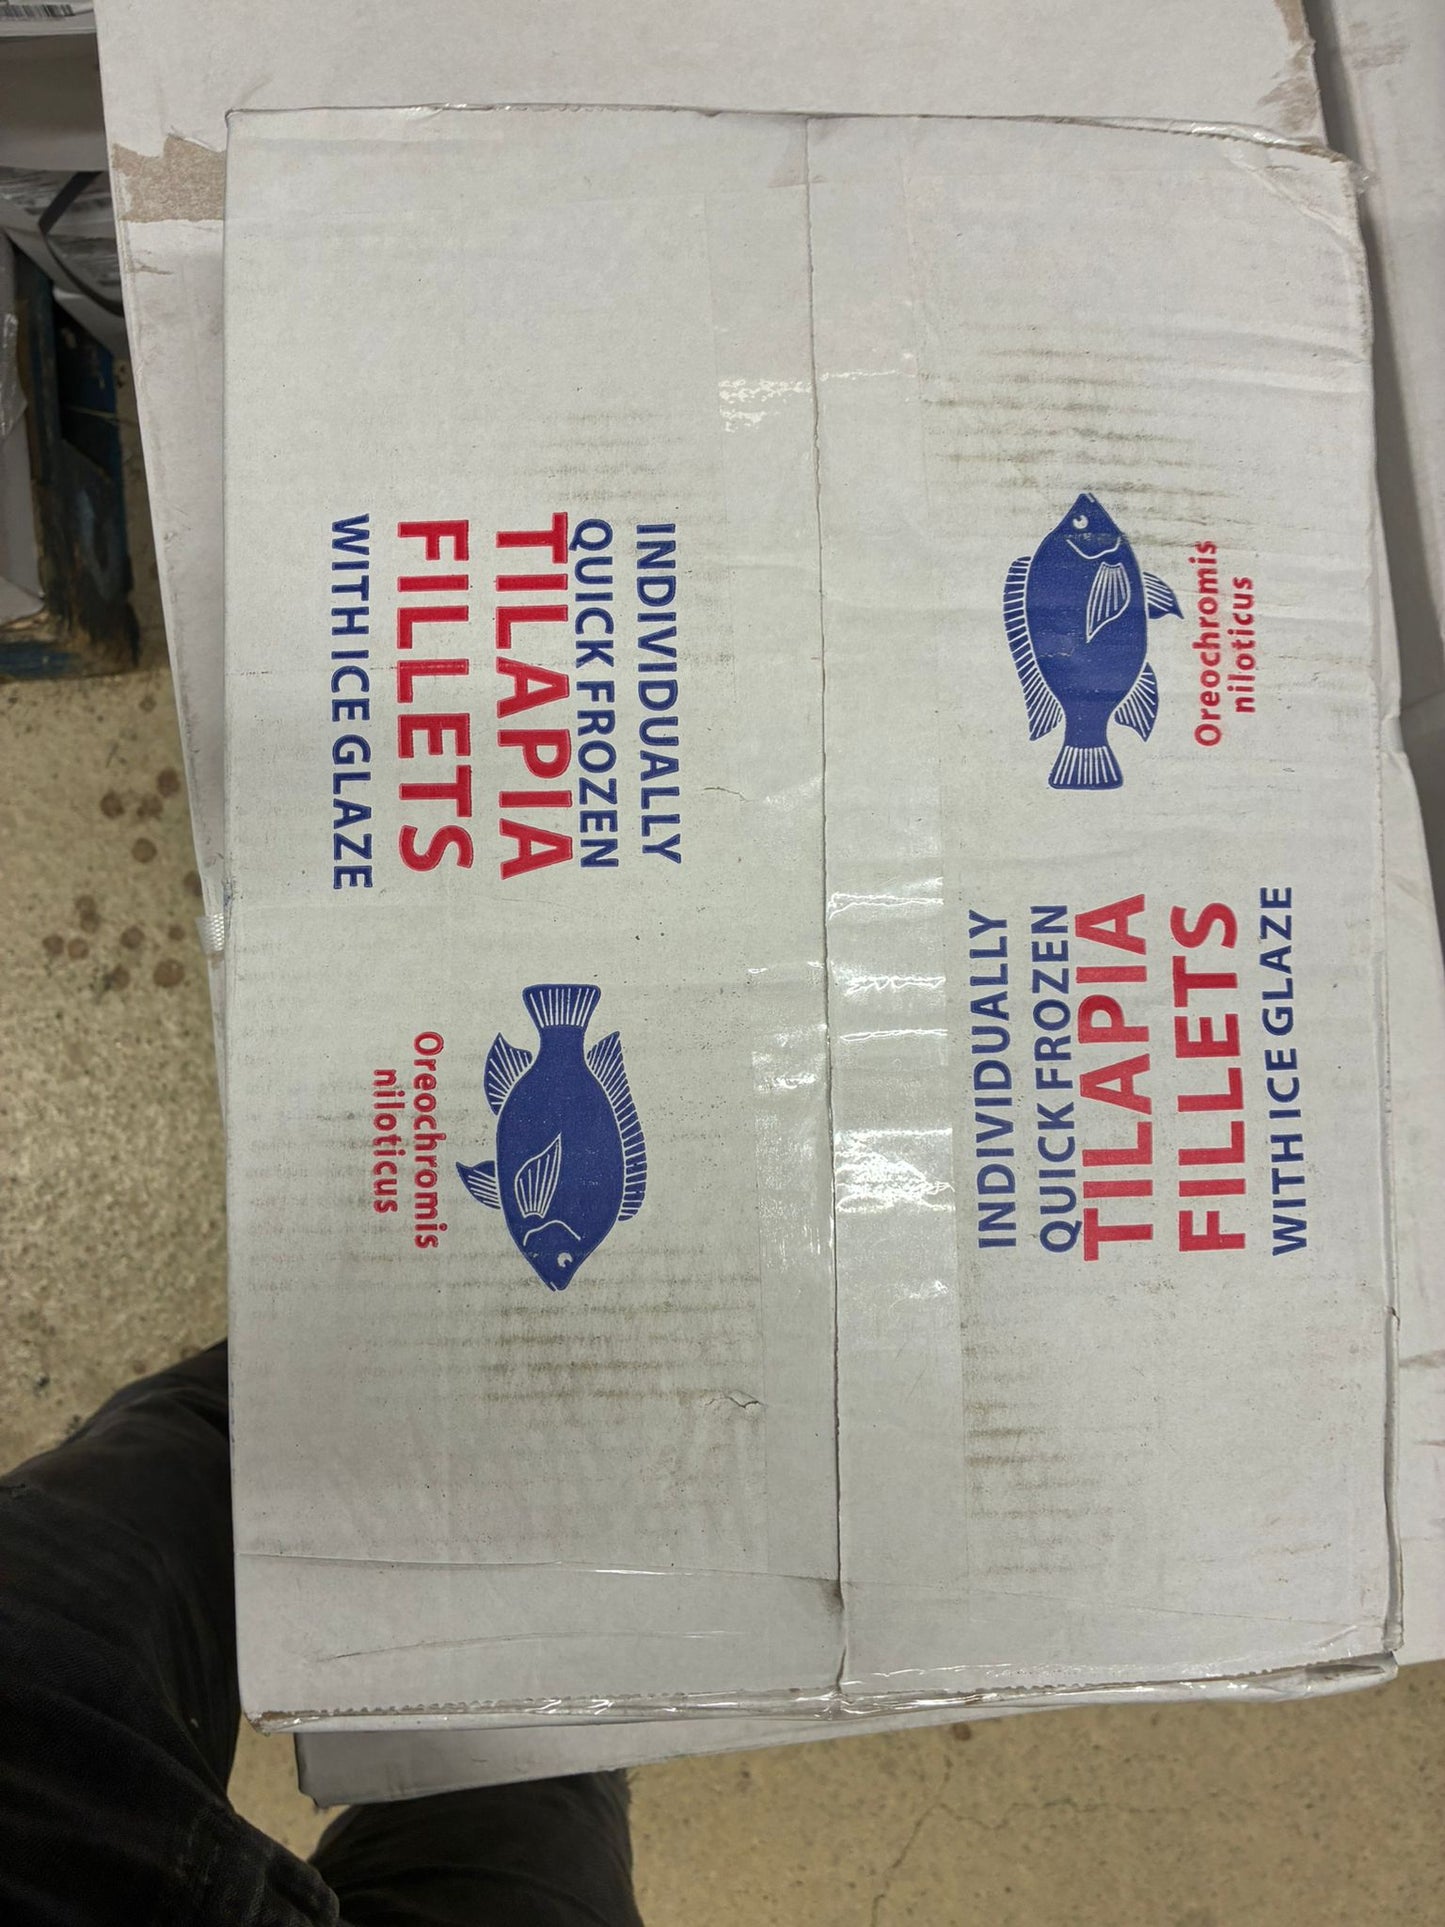 INDIVIDUALLY
QUICK FROZEN
TILAPIA
FILLETS
WITH ICE GLAZE
Oreochromis
niloticus
Oreochromis
niloticus
INDIVIDUALLY
QUICK FROZEN
TILAPIA
FILLETS
WITH ICE GLAZE